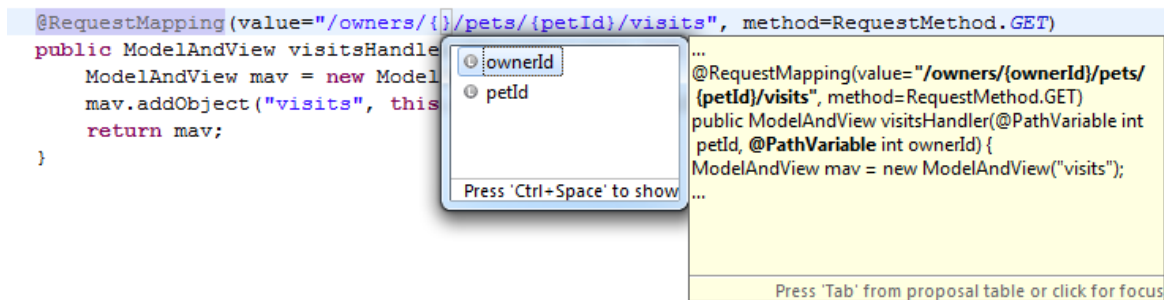 @RequestMapping(value="/owners/{}/pets/{petId}/visits", method=RequestMethod.GET)
public ModelAndView visitsHandle
ModelAndView mav = new Model
mav.addObject("visits", this
return mav;
}
ownerId
petId
Press 'Ctrl+Space' to show
...
@RequestMapping(value="/owners/{ownerId}/pets/
{petId}/visits", method=RequestMethod.GET)
public ModelAndView visitsHandler(@PathVariable int
petId, @PathVariable int ownerId) {
ModelAndView mav = new ModelAndView("visits");
...
Press 'Tab' from proposal table or click for focus